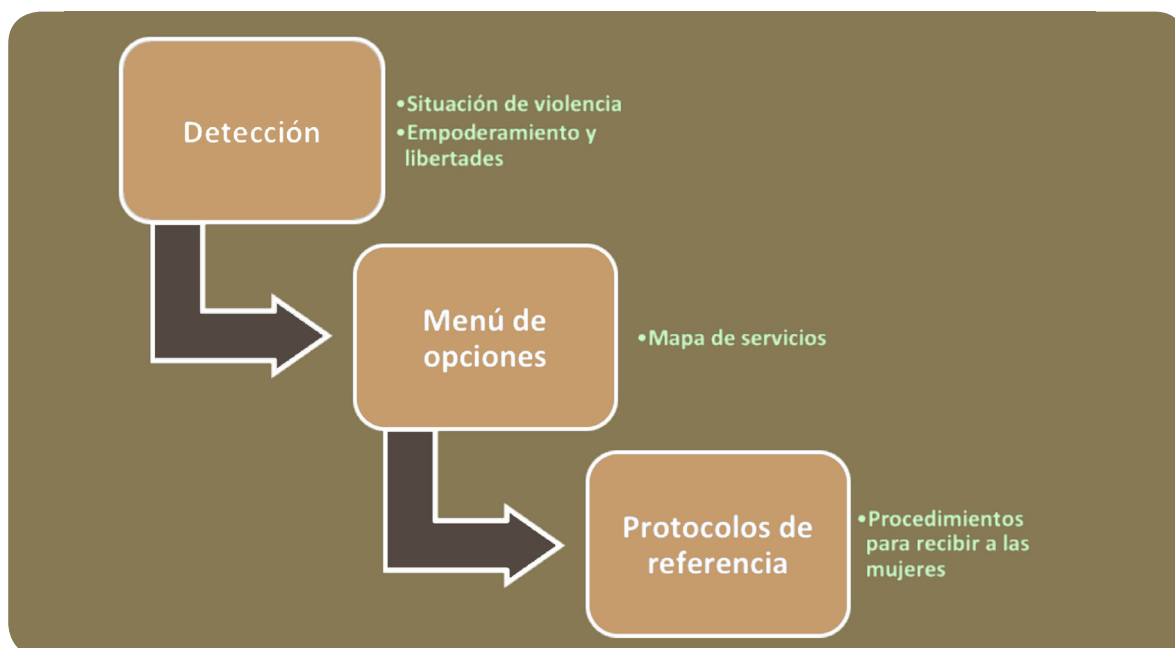 Detección
•Situación de violencia
•Empoderamiento y
libertades
Menú de
opciones
•Mapa de servicios
Protocolos de
referencia
•Procedimientos
para recibir a las
mujeres